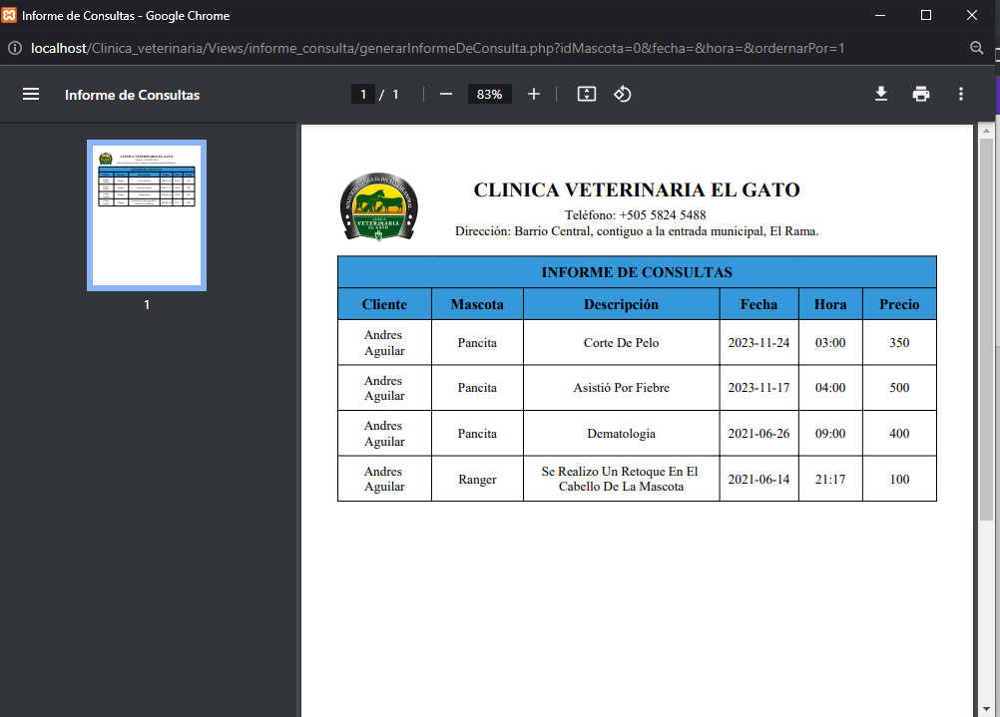 Informe de Consultas - Google Chrome
localhost/Clinica_veterinaria/Views/informe_consulta/generarInformeDeConsulta.php?idMascota=0&fecha=&hora=&ordernarPor=1
Informe de Consultas
1 / 1
83%
1
VETERINARIA
EL GATO
CLINICA VETERINARIA EL GATO
Teléfono: +505 5824 5488
Dirección: Barrio Central, contiguo a la entrada municipal, El Rama.
INFORME DE CONSULTAS
Cliente Mascota Descripción Fecha Hora Precio
Andres Aguilar Pancita Corte De Pelo 2023-11-24 03:00 350
Andres Aguilar Pancita Asistió Por Fiebre 2023-11-17 04:00 500
Andres Aguilar Pancita Dematologia 2021-06-26 09:00 400
Andres Aguilar Ranger Se Realizo Un Retoque En El Cabello De La Mascota 2021-06-14 21:17 100